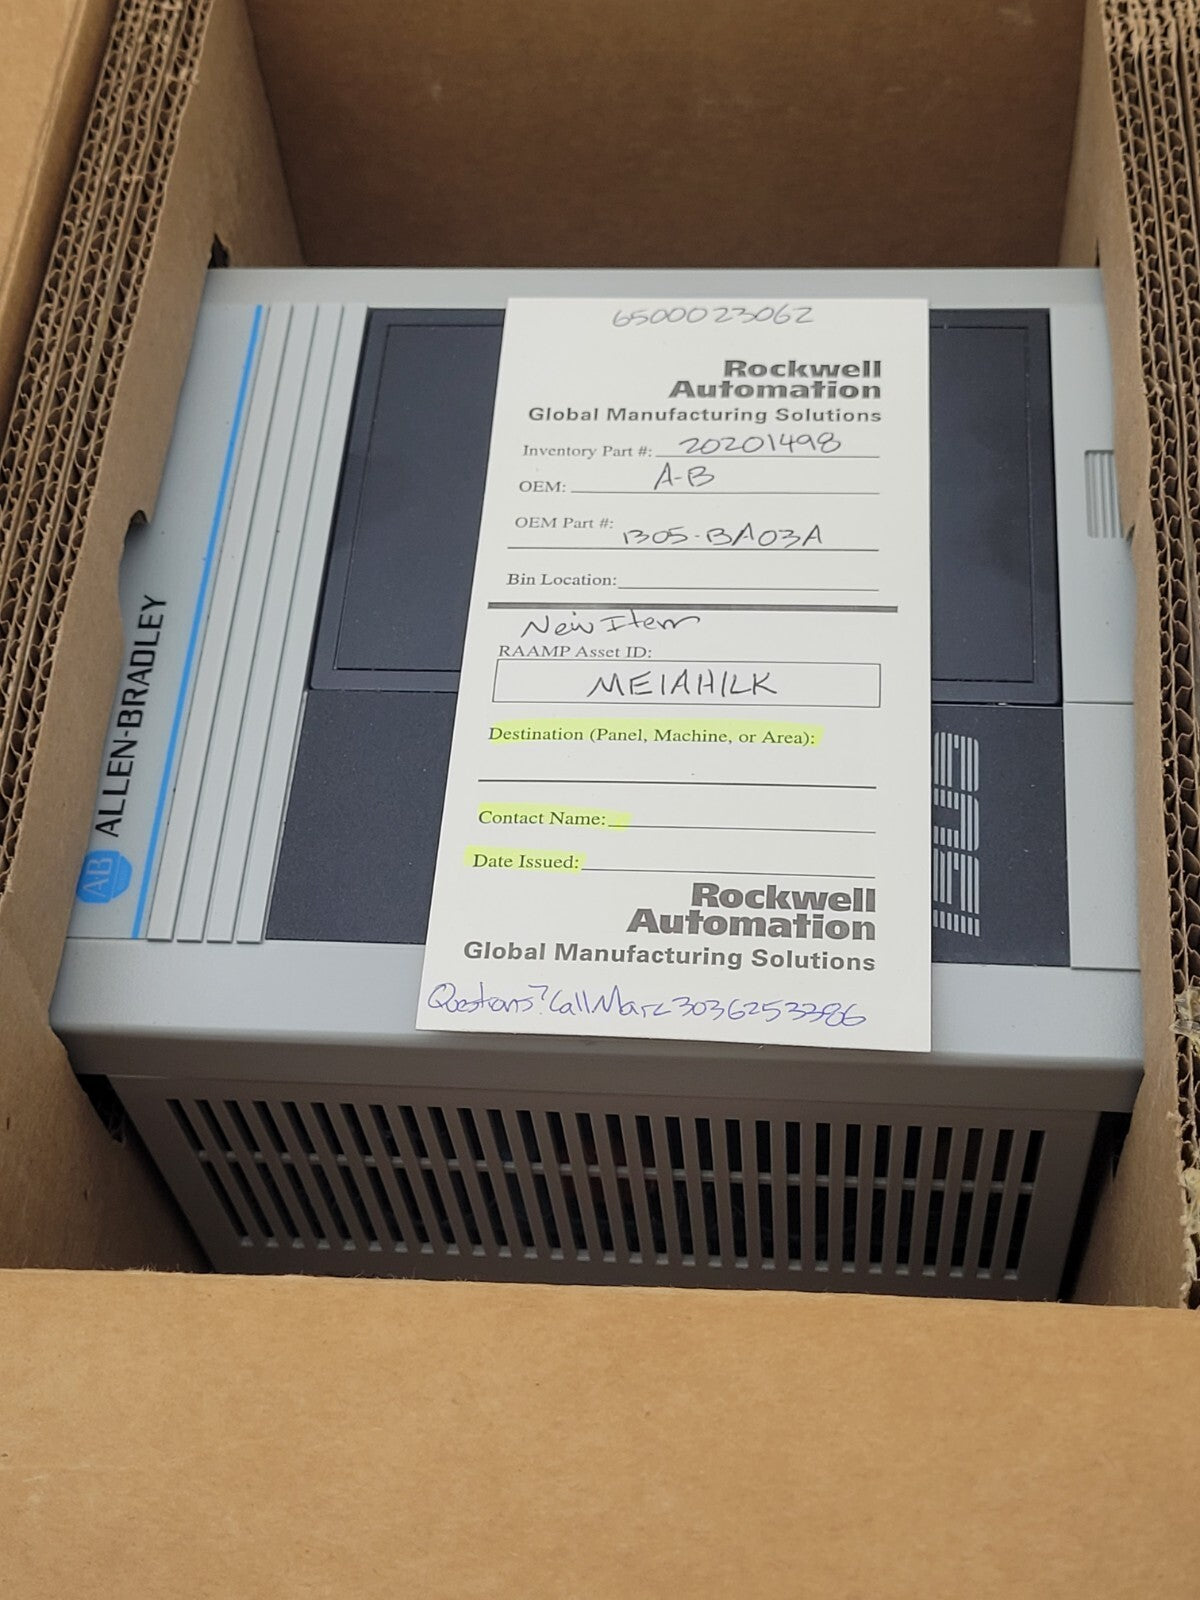 6500023062
Rockwell
Automation
Global Manufacturing Solutions
Inventory Part #: 20201498
OEM: A-B
OEM Part #: 1305-BA03A
Bin Location:
New Item
RAAMP Asset ID:
MEIAHILK
Destination (Panel, Machine, or Area):
Contact Name:
Date Issued:
Rockwell
Automation
Global Manufacturing Solutions
Questions? Call Marc 3036253386
AB ALLEN-BRADLEY